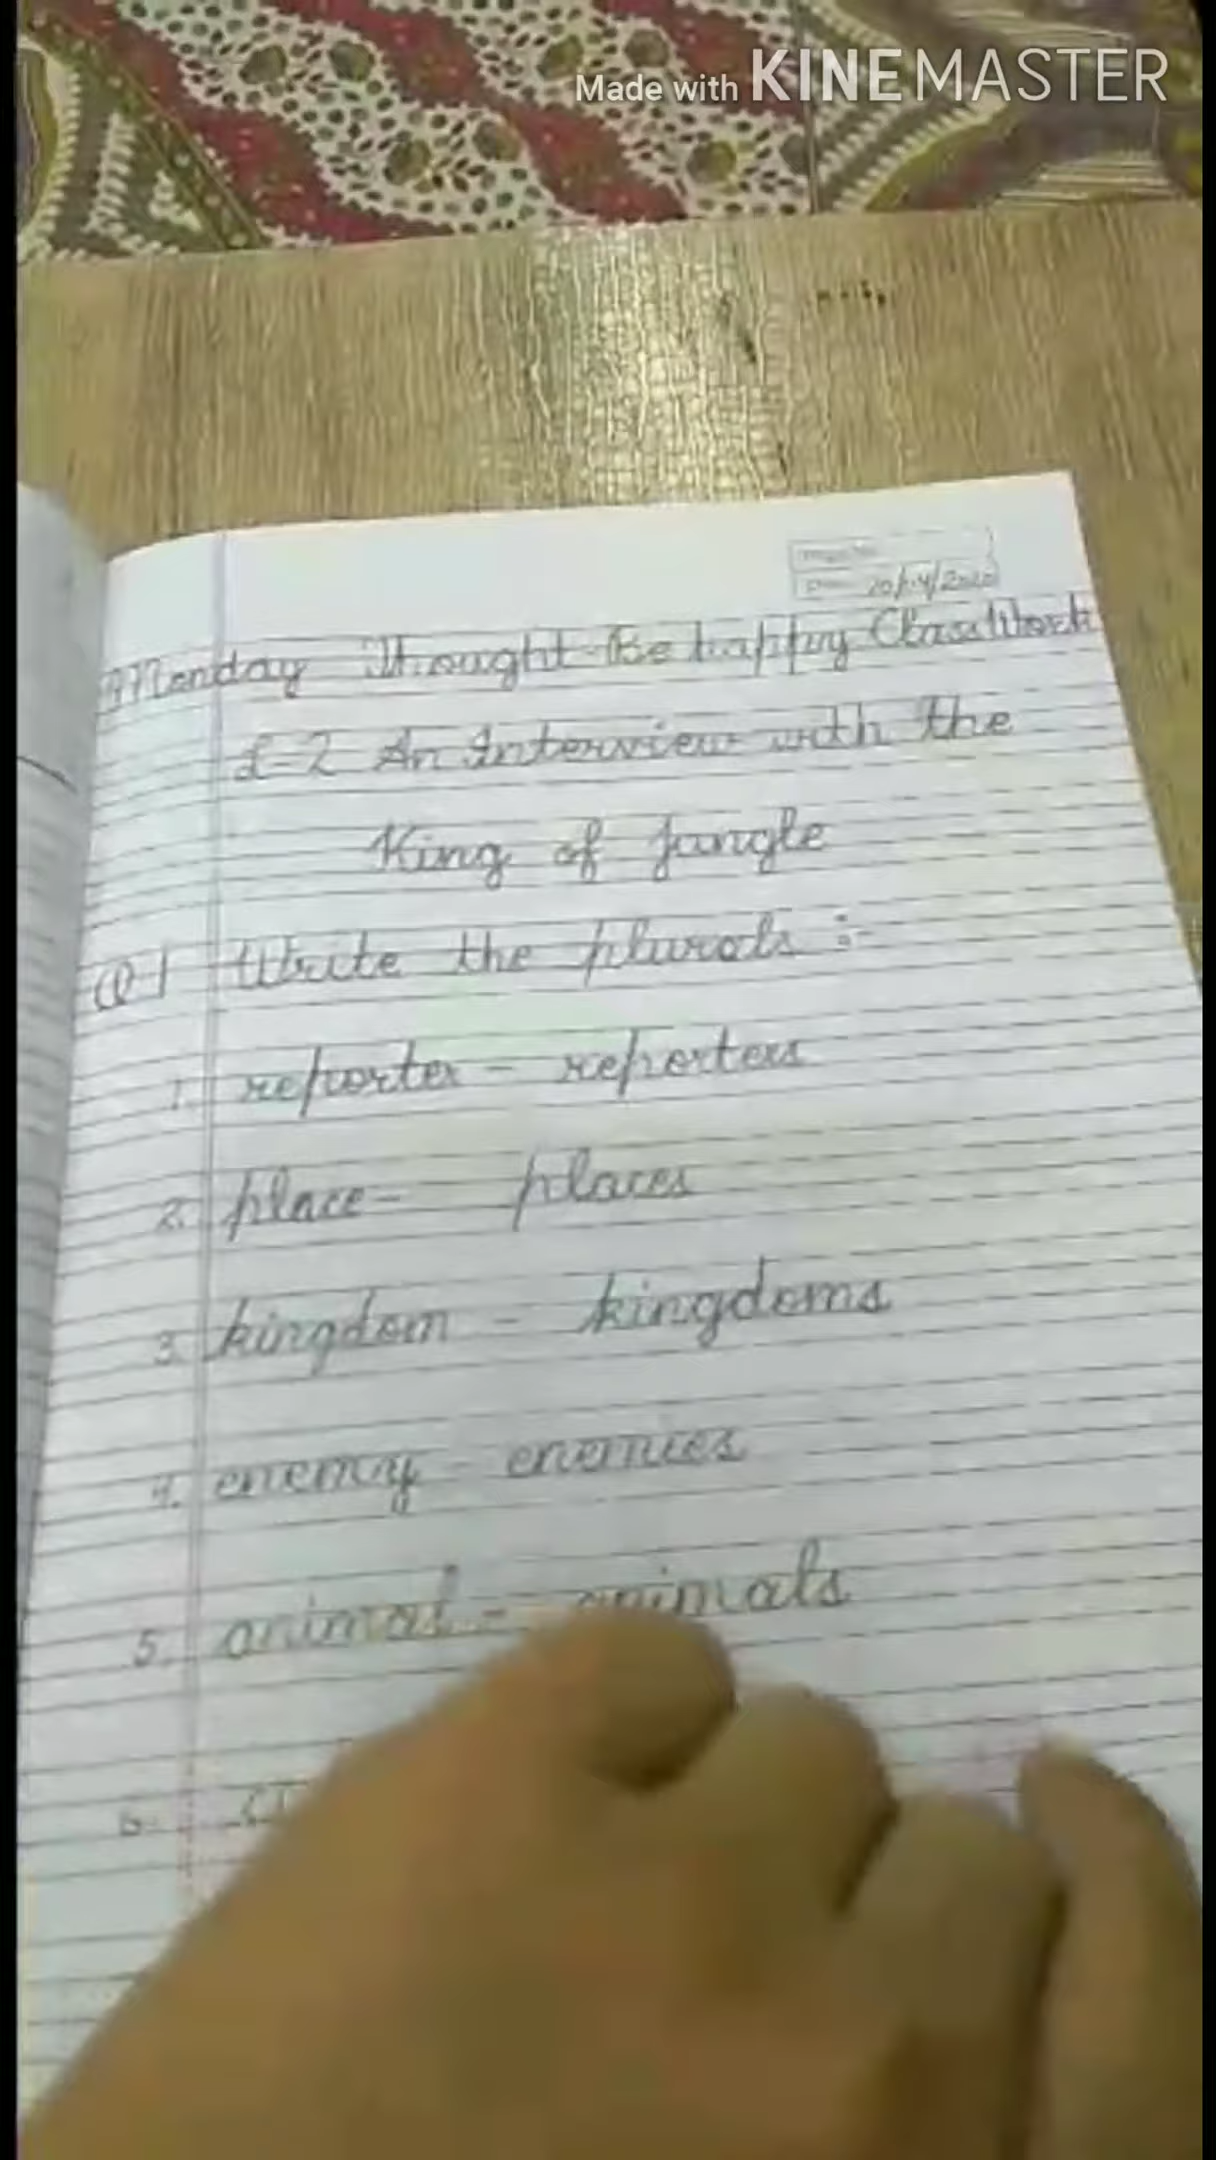 Made with KINEMASTER
Date 20/04/2020
Monday Thought-Be happy ClassWork
L-2 An Interview with the
King of Jungle
Q1 Write the plurals :-
1. reporter - reporters
2. place - places
3. kingdom - kingdoms
4. enemy - enemies
5. animal - animals
6.